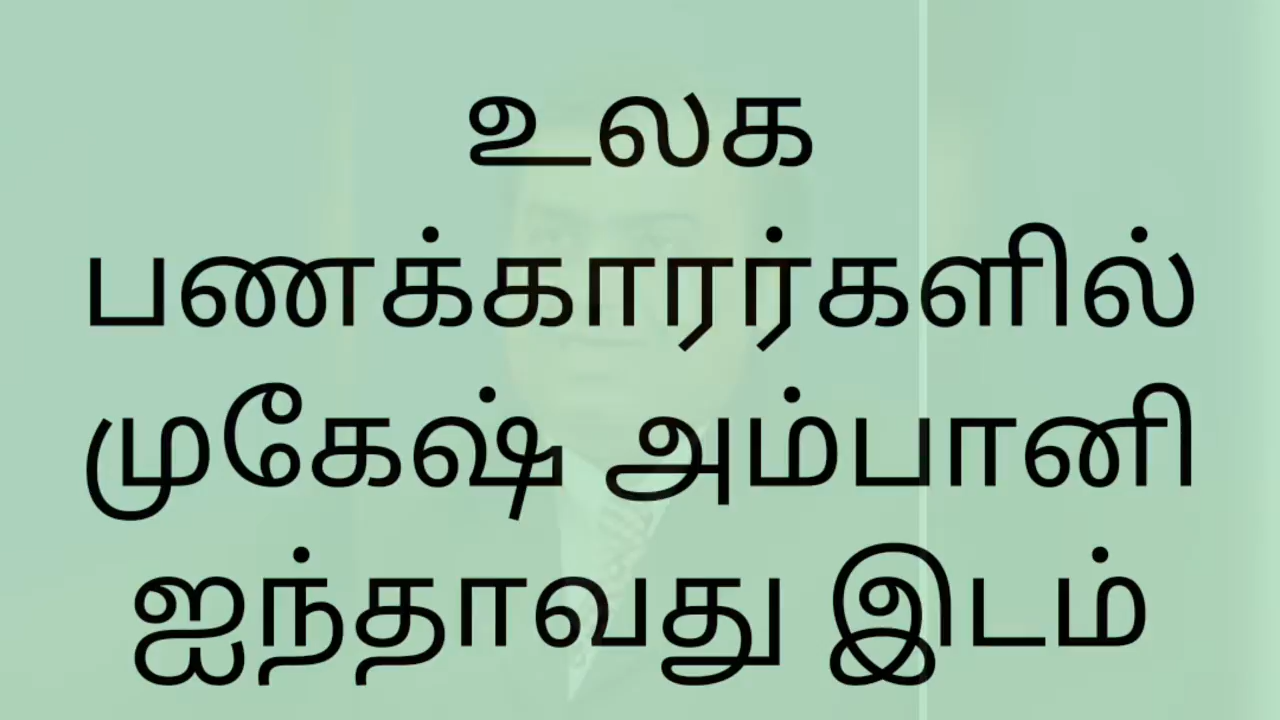 உலக
பணக்காரர்களில்
முகேஷ் அம்பானி
ஐந்தாவது இடம்